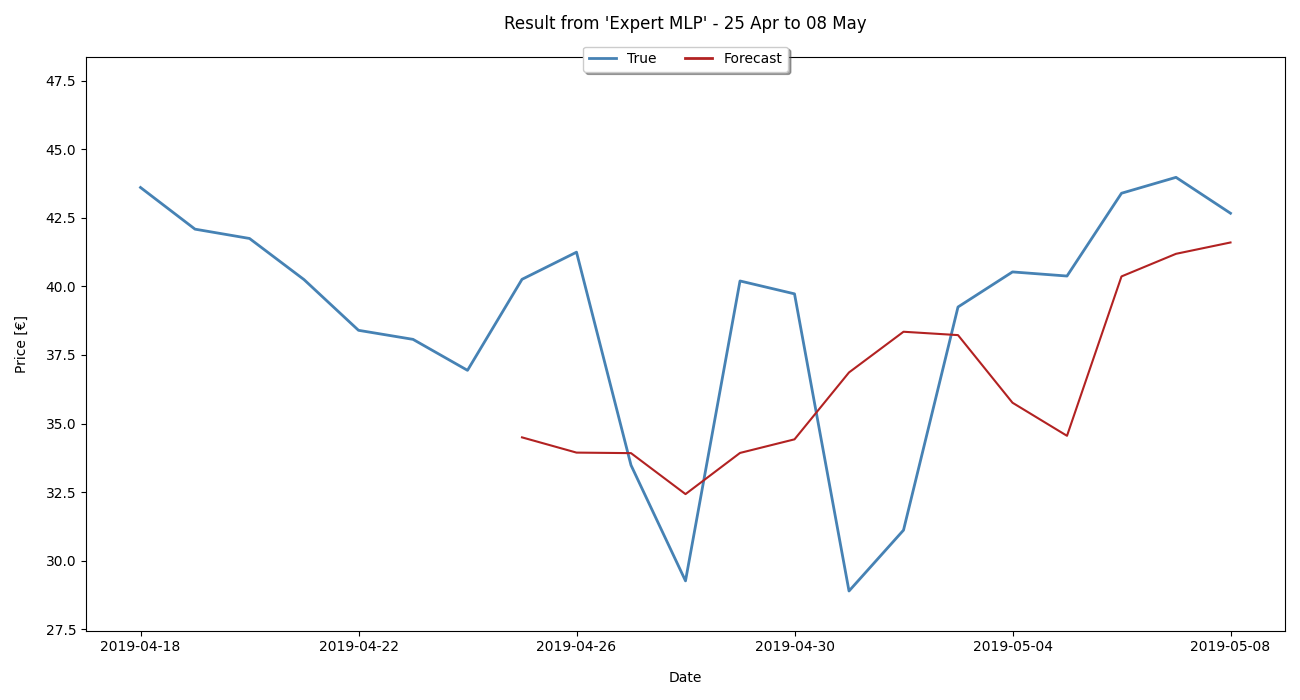 Result from 'Expert MLP' - 25 Apr to 08 May
True Forecast
47.5
45.0
42.5
40.0
37.5
35.0
32.5
30.0
27.5
Price [€]
2019-04-18 2019-04-22 2019-04-26 2019-04-30 2019-05-04 2019-05-08
Date